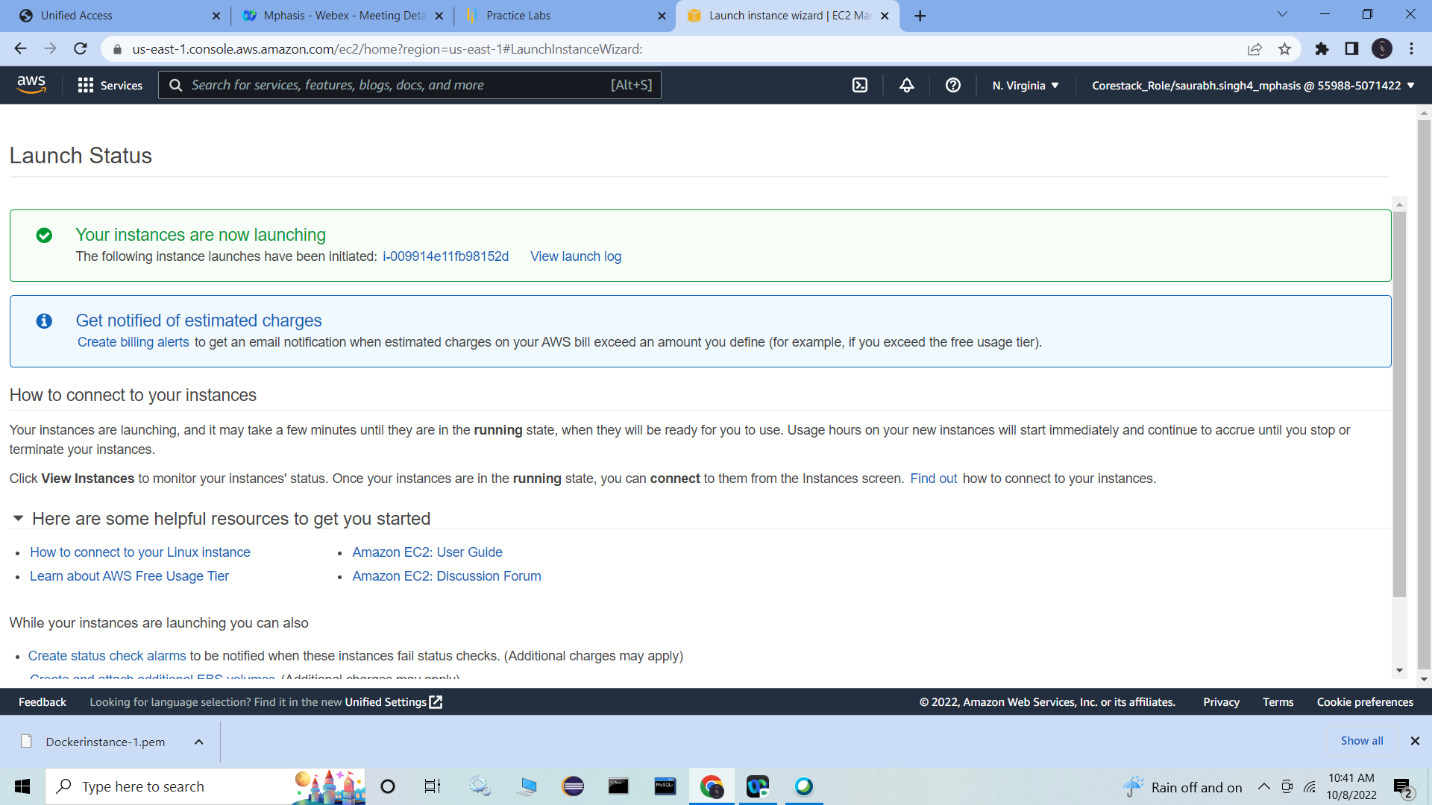 Unified Access
Mphasis - Webex - Meeting Deta
Practice Labs
Launch instance wizard | EC2 Ma
us-east-1.console.aws.amazon.com/ec2/home?region=us-east-1#LaunchInstanceWizard:
aws
Services
Search for services, features, blogs, docs, and more
[Alt+S]
N. Virginia
Corestack_Role/saurabh.singh4_mphasis @ 55988-5071422
Launch Status
Your instances are now launching
The following instance launches have been initiated: i-009914e11fb98152d View launch log
Get notified of estimated charges
Create billing alerts to get an email notification when estimated charges on your AWS bill exceed an amount you define (for example, if you exceed the free usage tier).
How to connect to your instances
Your instances are launching, and it may take a few minutes until they are in the running state, when they will be ready for you to use. Usage hours on your new instances will start immediately and continue to accrue until you stop or
terminate your instances.
Click View Instances to monitor your instances' status. Once your instances are in the running state, you can connect to them from the Instances screen. Find out how to connect to your instances.
Here are some helpful resources to get you started
• How to connect to your Linux instance
• Amazon EC2: User Guide
• Learn about AWS Free Usage Tier
• Amazon EC2: Discussion Forum
While your instances are launching you can also
• Create status check alarms to be notified when these instances fail status checks. (Additional charges may apply)
Create and attach additional EBS volumes (Additional charges may apply)
Feedback
Looking for language selection? Find it in the new Unified Settings
© 2022, Amazon Web Services, Inc. or its affiliates.
Privacy
Terms
Cookie preferences
Dockerinstance-1.pem
Show all
Type here to search
Rain off and on
10:41 AM
10/8/2022
2